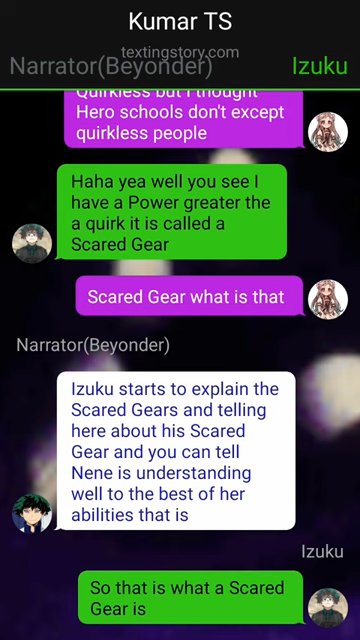 Kumar TS
textingstory.com
Narrator(Beyonder)
Izuku
Quirkless but I thought
Hero schools don't except
quirkless people
Haha yea well you see I
have a Power greater the
a quirk it is called a
Scared Gear
Scared Gear what is that
Narrator(Beyonder)
Izuku starts to explain the
Scared Gears and telling
here about his Scared
Gear and you can tell
Nene is understanding
well to the best of her
abilities that is
Izuku
So that is what a Scared
Gear is